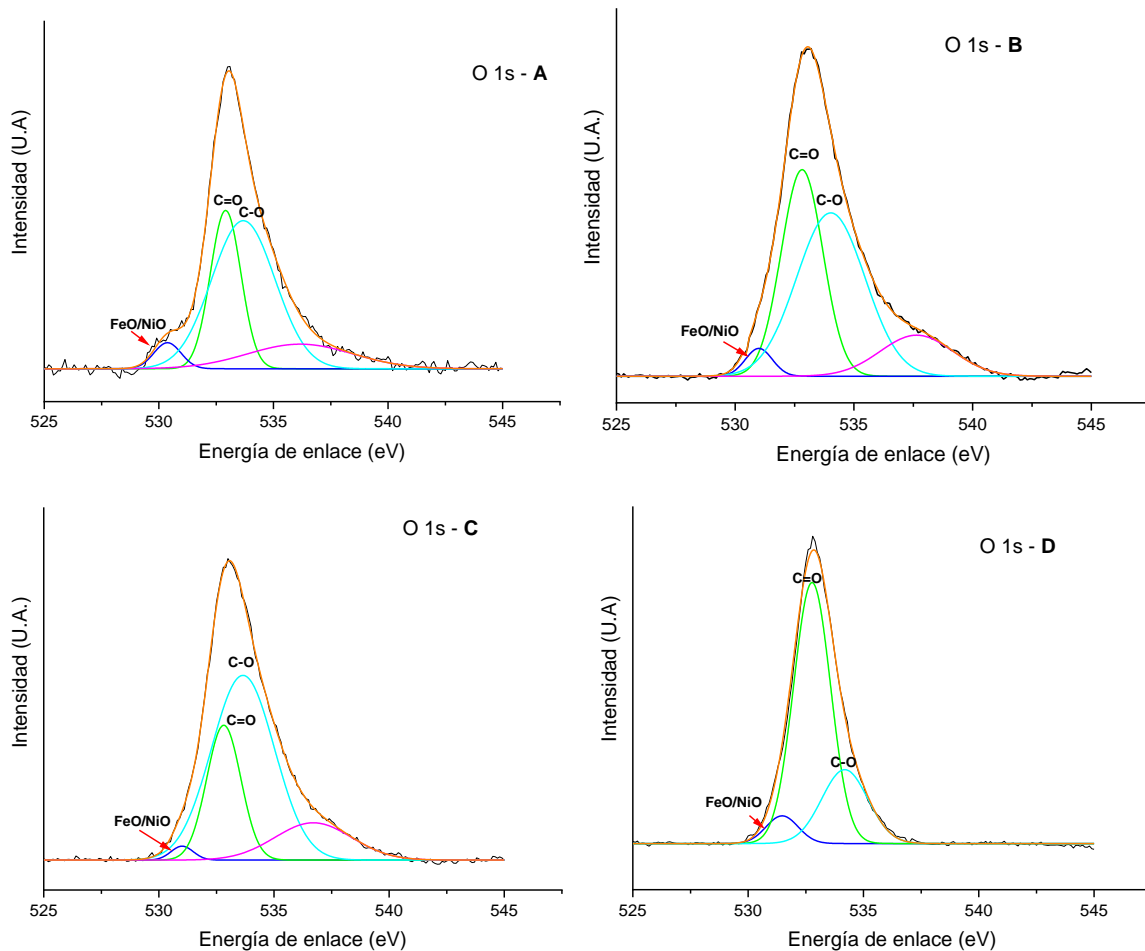 O 1s - A
Intensidad (U.A)
C=O
C-O
FeO/NiO
525 530 535 540 545
Energía de enlace (eV)
O 1s - B
Intensidad (U.A.)
C=O
C-O
FeO/NiO
525 530 535 540 545
Energía de enlace (eV)
O 1s - C
Intensidad (U.A.)
C-O
C=O
FeO/NiO
525 530 535 540 545
Energía de enlace (eV)
O 1s - D
Intensidad (U.A.)
C=O
C-O
FeO/NiO
525 530 535 540 545
Energía de enlace (eV)